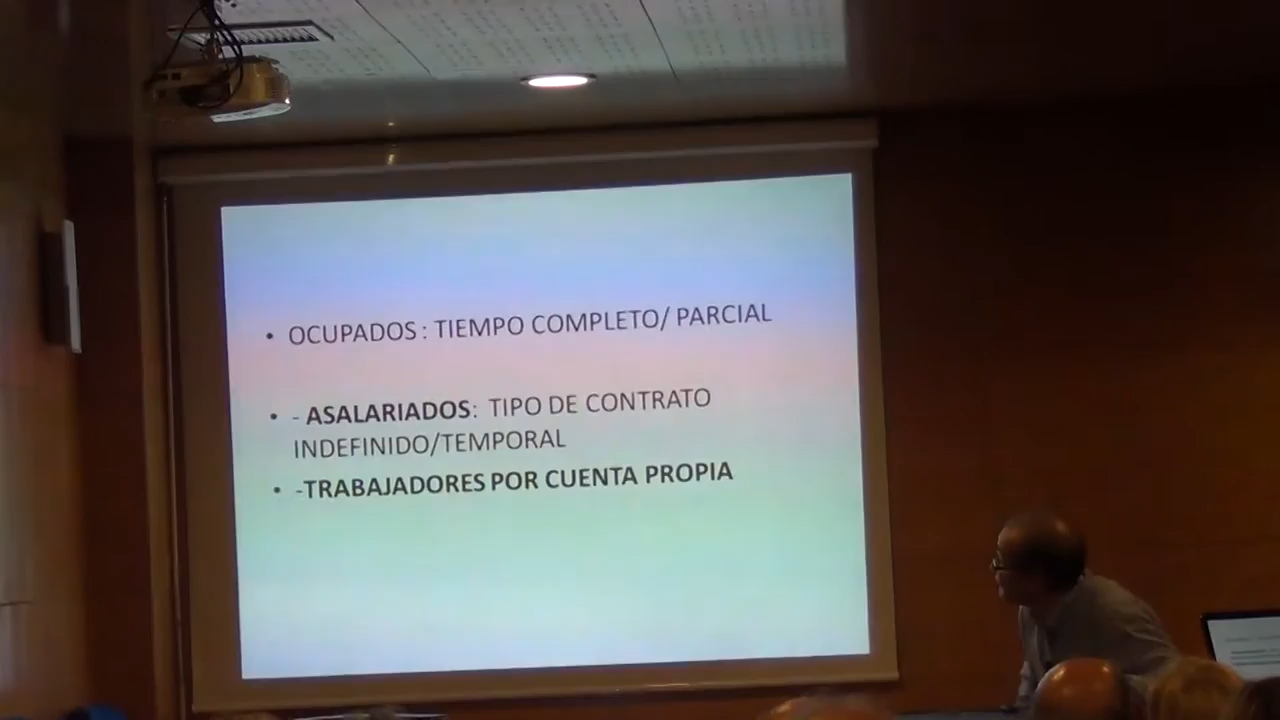 • OCUPADOS : TIEMPO COMPLETO/ PARCIAL
• - ASALARIADOS: TIPO DE CONTRATO
INDEFINIDO/TEMPORAL
• -TRABAJADORES POR CUENTA PROPIA